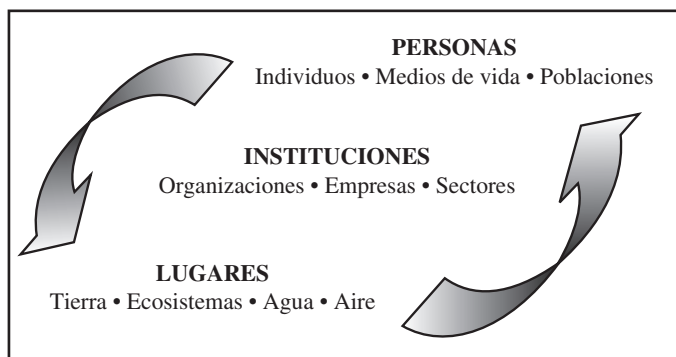 PERSONAS
Individuos • Medios de vida • Poblaciones
INSTITUCIONES
Organizaciones • Empresas • Sectores
LUGARES
Tierra • Ecosistemas • Agua • Aire